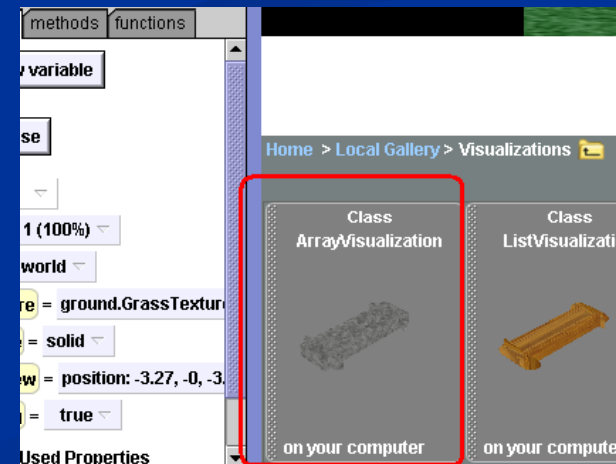 methods functions
variable
se
1 (100%)
world
re = ground.GrassTextur
= solid
w = position: -3.27, -0, -3.
= true
Used Properties
Home > Local Gallery > Visualizations
Class
ArrayVisualization
on your computer
Class
ListVisualizati
on your compute